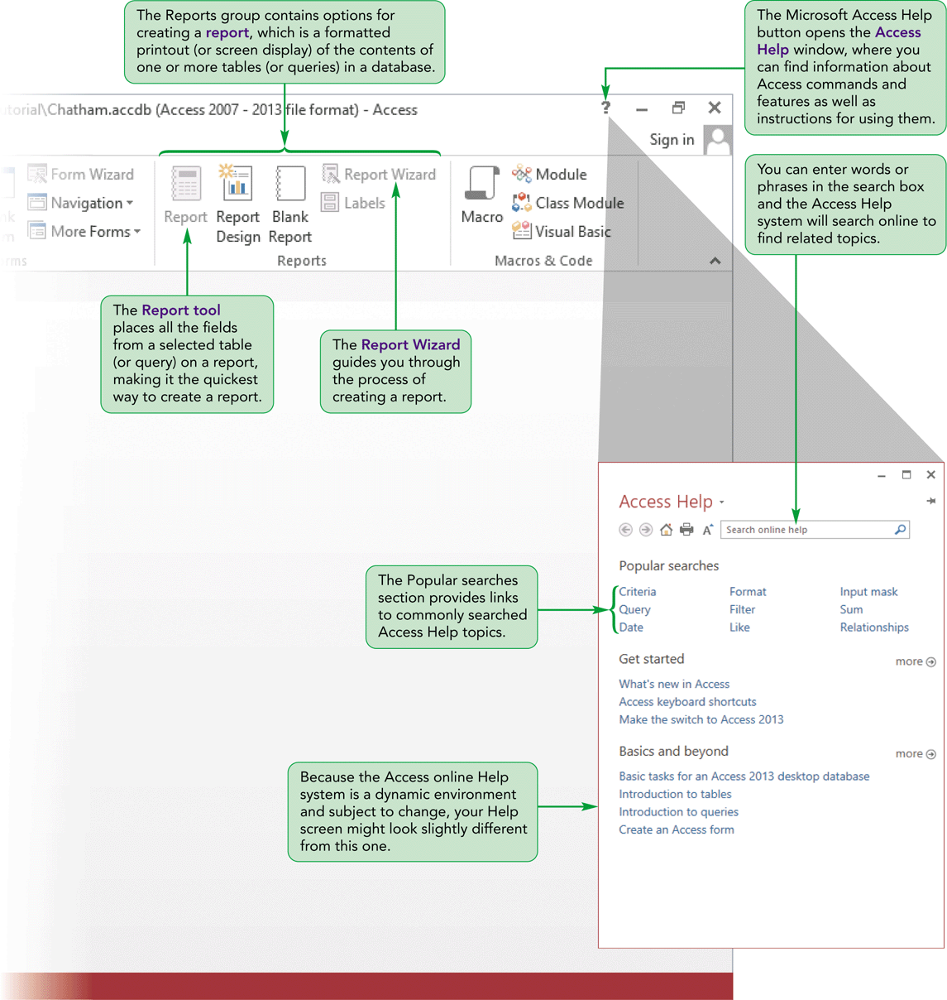 The Reports group contains options for
creating a report, which is a formatted
printout (or screen display) of the contents of
one or more tables (or queries) in a database.
The Microsoft Access Help
button opens the Access
Help window, where you
can find information about
Access commands and
features as well as
instructions for using them.
utorial\Chatham.accdb (Access 2007 - 2013 file format) - Access
?
Sign in
You can enter words or
phrases in the search box
and the Access Help
system will search online to
find related topics.
Form Wizard
Navigation
More Forms
rms
Report
Report
Design
Blank
Report
Report Wizard
Labels
Reports
Macro
Module
Class Module
Visual Basic
Macros & Code
The Report tool
places all the fields
from a selected table
(or query) on a report,
making it the quickest
way to create a report.
The Report Wizard
guides you through
the process of
creating a report.
Access Help
A
Search online help
Popular searches
Criteria Format Input mask
Query Filter Sum
Date Like Relationships
The Popular searches
section provides links
to commonly searched
Access Help topics.
Get started more
What's new in Access
Access keyboard shortcuts
Make the switch to Access 2013
Basics and beyond more
Basic tasks for an Access 2013 desktop database
Introduction to tables
Introduction to queries
Create an Access form
Because the Access online Help
system is a dynamic environment
and subject to change, your Help
screen might look slightly different
from this one.